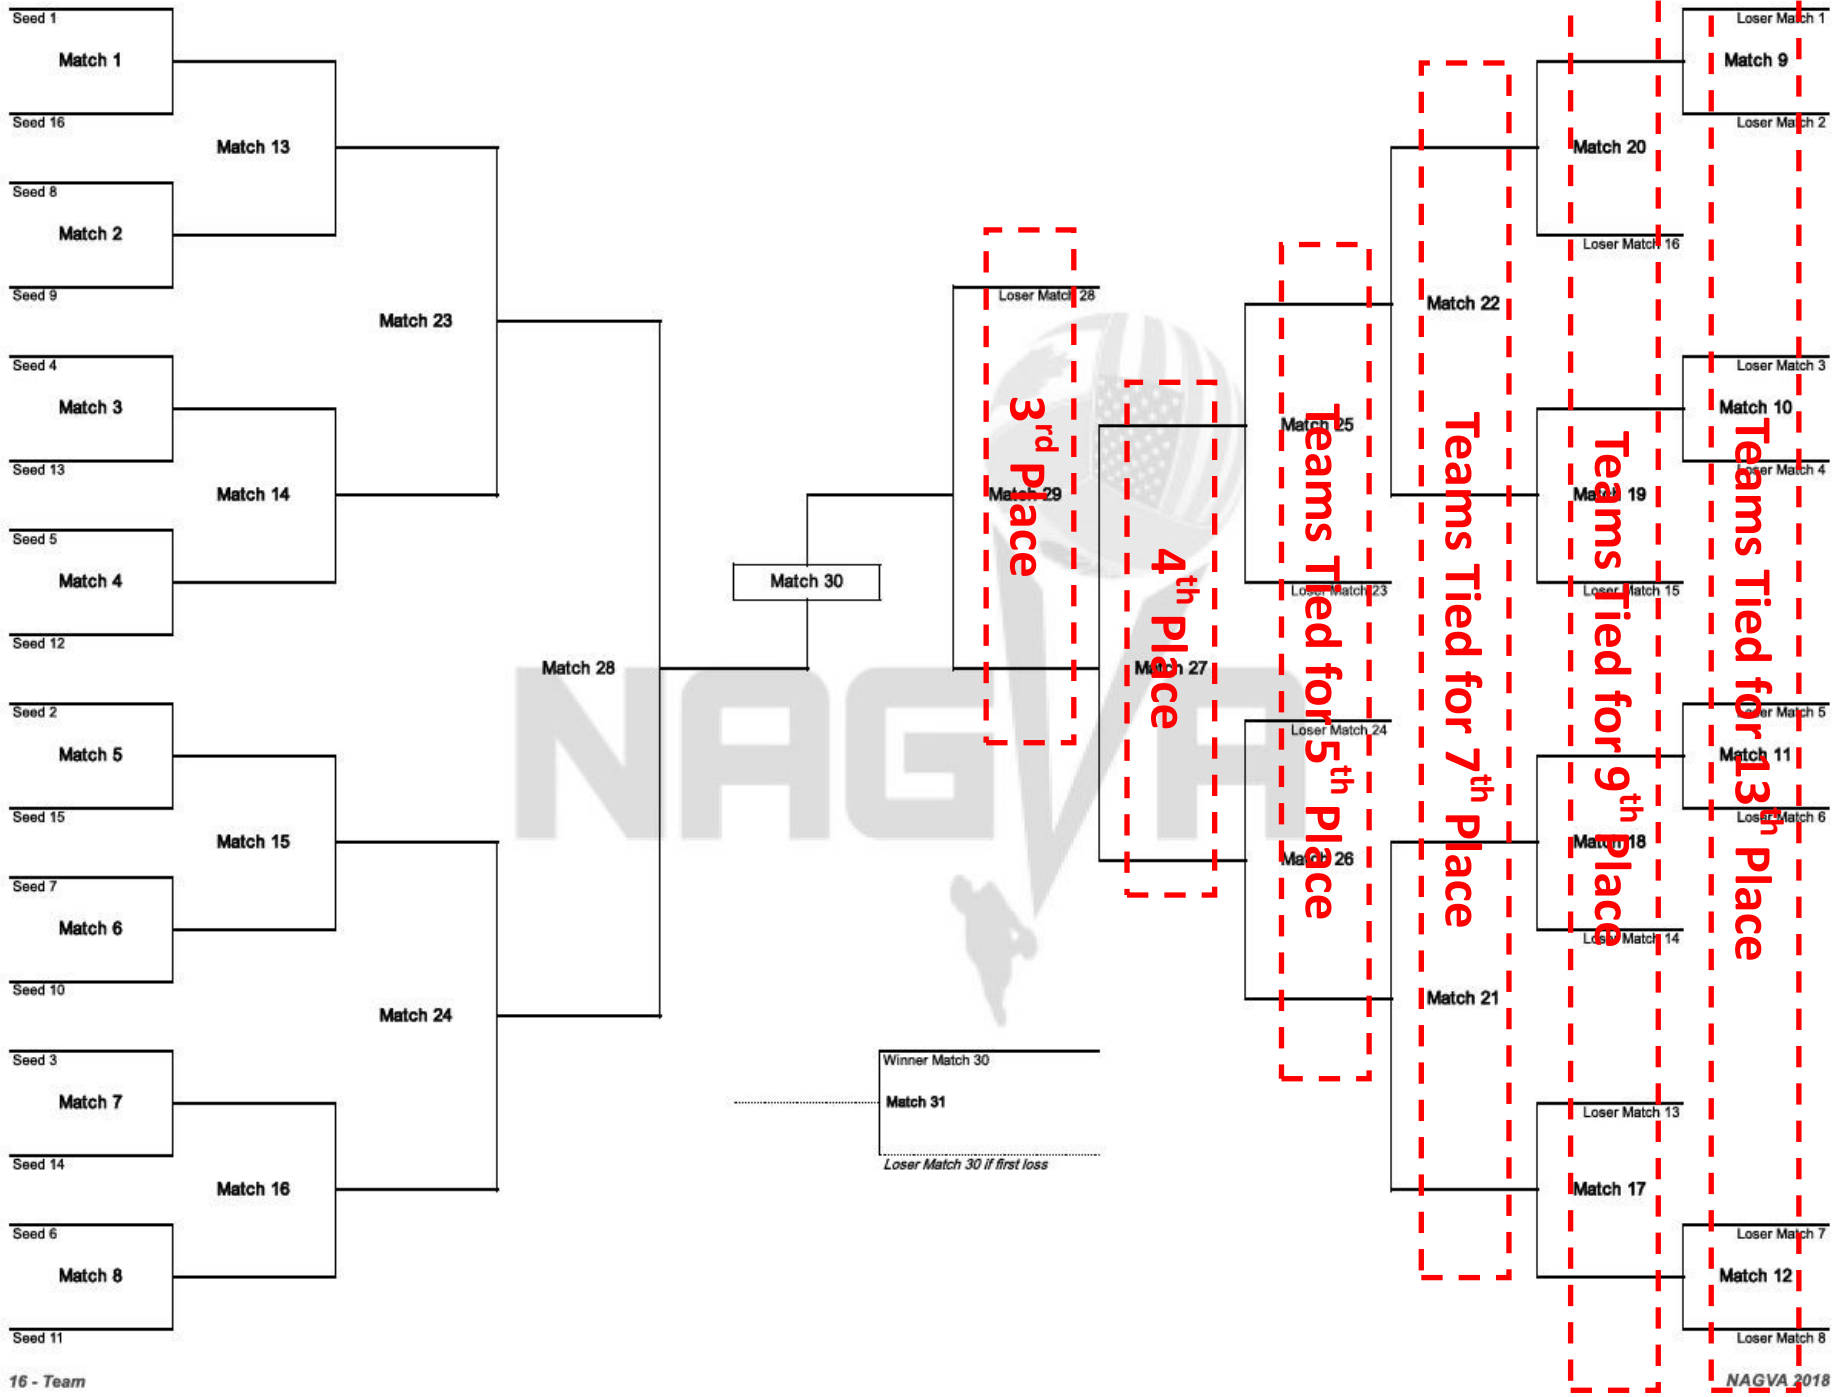 Seed 1
Match 1
Seed 16
Match 13
Seed 8
Match 2
Seed 9
Match 23
Seed 4
Match 3
Seed 13
Match 14
Seed 5
Match 4
Seed 12
Match 28
Seed 2
Match 5
Seed 15
Match 15
Seed 7
Match 6
Seed 10
Match 24
Seed 3
Match 7
Seed 14
Match 16
Seed 6
Match 8
Seed 11
Match 30
Winner Match 30
Match 31
Loser Match 30 if first loss
Loser Match 28
Match 29
3rd Place
Match 27
4th Place
Match 25
Loser Match 23
Loser Match 24
Match 26
Teams Tied for 5th Place
Match 22
Match 21
Teams Tied for 7th Place
Match 20
Loser Match 16
Match 19
Loser Match 15
Match 18
Loser Match 14
Loser Match 13
Match 17
Teams Tied for 9th Place
Loser Match 1
Match 9
Loser Match 2
Loser Match 3
Match 10
Loser Match 4
Loser Match 5
Match 11
Loser Match 6
Loser Match 7
Match 12
Loser Match 8
Teams Tied for 13th Place
NAGVA
16 - Team
NAGVA 2018